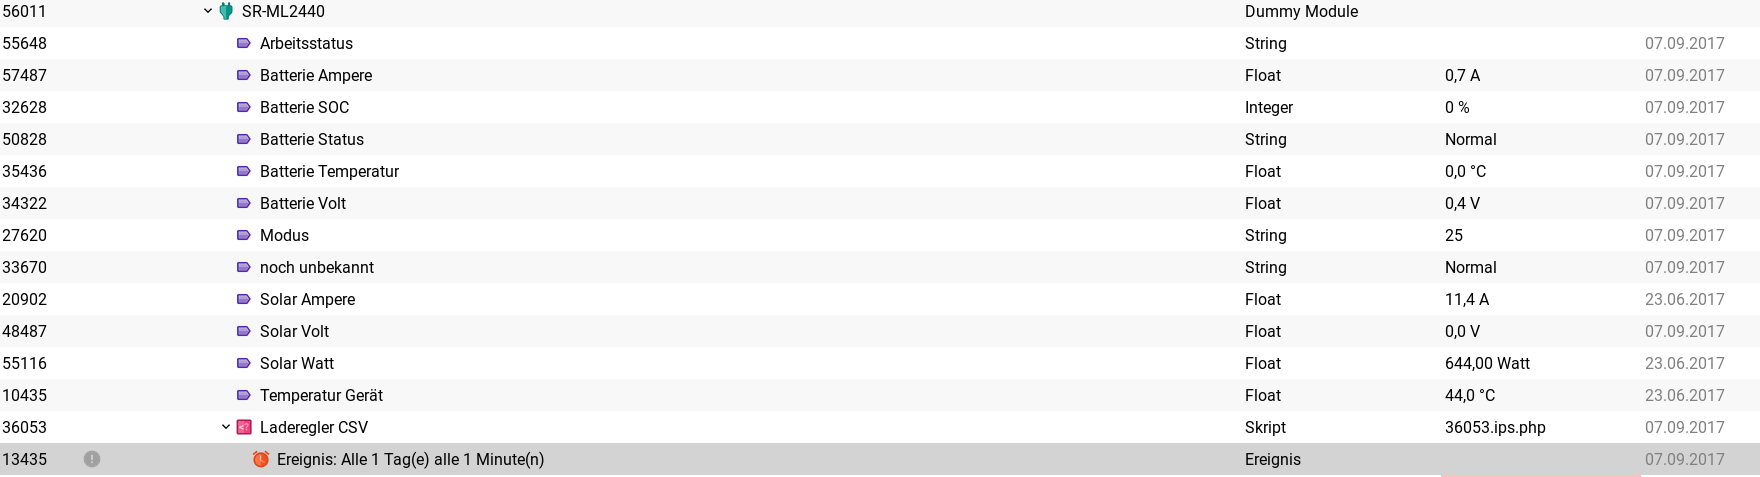 56011 SR-ML2440 Dummy Module
55648 Arbeitsstatus String 07.09.2017
57487 Batterie Ampere Float 0,7 A 07.09.2017
32628 Batterie SOC Integer 0 % 07.09.2017
50828 Batterie Status String Normal 07.09.2017
35436 Batterie Temperatur Float 0,0 °C 07.09.2017
34322 Batterie Volt Float 0,4 V 07.09.2017
27620 Modus String 25 07.09.2017
33670 noch unbekannt String Normal 07.09.2017
20902 Solar Ampere Float 11,4 A 23.06.2017
48487 Solar Volt Float 0,0 V 07.09.2017
55116 Solar Watt Float 644,00 Watt 23.06.2017
10435 Temperatur Gerät Float 44,0 °C 23.06.2017
36053 Laderegler CSV Skript 36053.ips.php 07.09.2017
13435 Ereignis: Alle 1 Tag(e) alle 1 Minute(n) Ereignis 07.09.2017